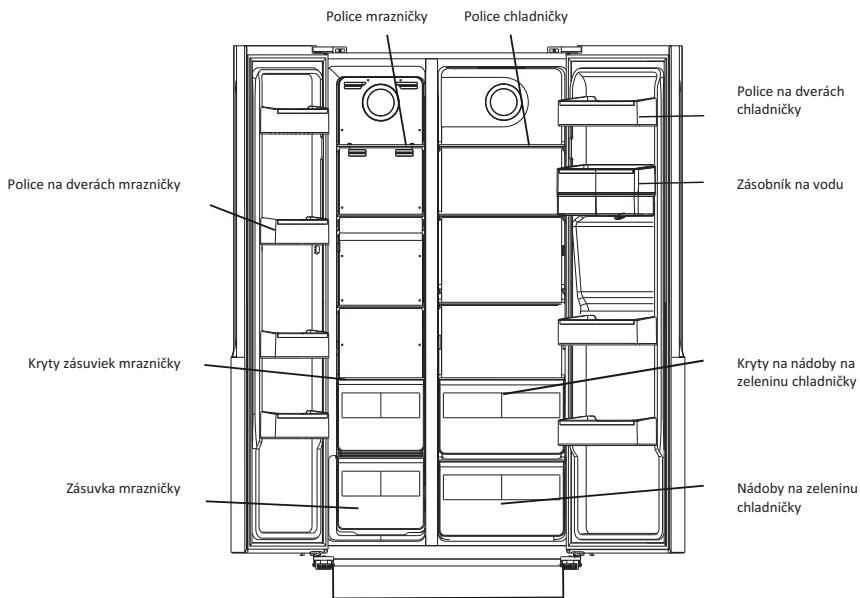 Police mrazničky
Police chladničky
Police na dverách
chladničky
Police na dverách mrazničky
Zásobník na vodu
Kryty zásuviek mrazničky
Kryty na nádoby na
zeleninu chladničky
Zásuvka mrazničky
Nádoby na zeleninu
chladničky